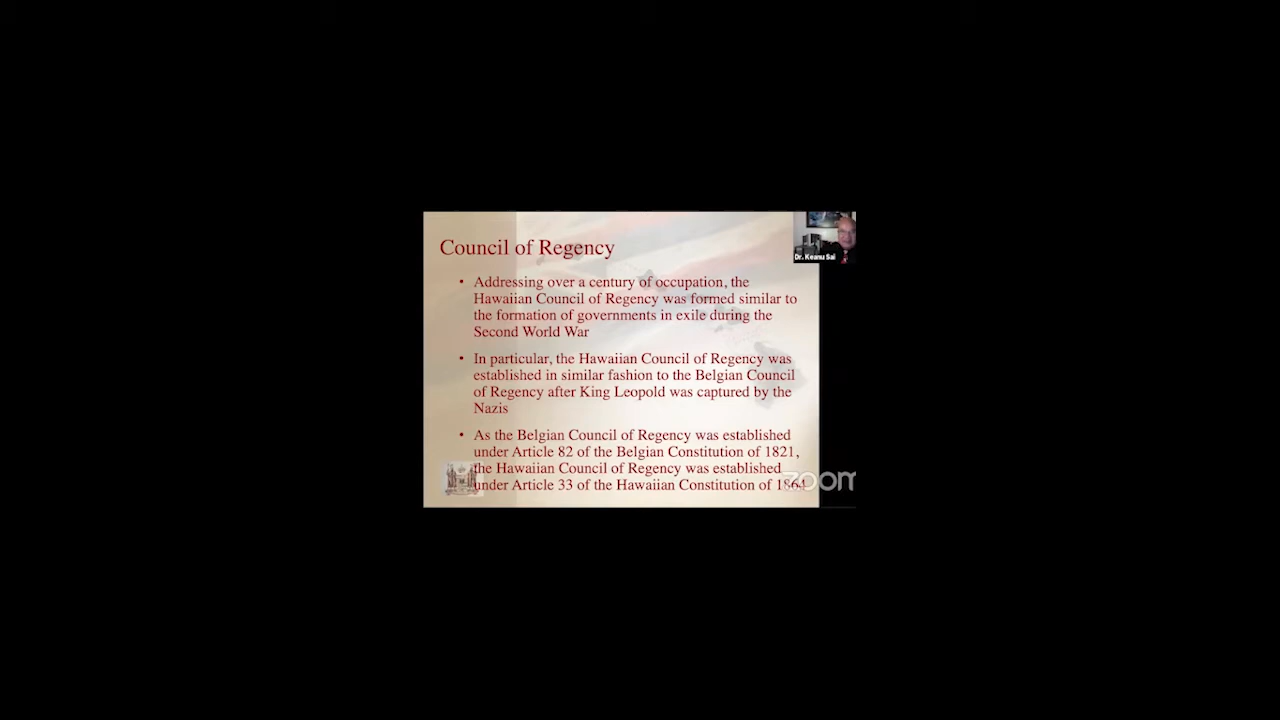 Council of Regency
Dr. Keanu Sai
• Addressing over a century of occupation, the
Hawaiian Council of Regency was formed similar to
the formation of governments in exile during the
Second World War
• In particular, the Hawaiian Council of Regency was
established in similar fashion to the Belgian Council
of Regency after King Leopold was captured by the
Nazis
• As the Belgian Council of Regency was established
under Article 82 of the Belgian Constitution of 1821,
the Hawaiian Council of Regency was established
under Article 33 of the Hawaiian Constitution of 1864
zoom